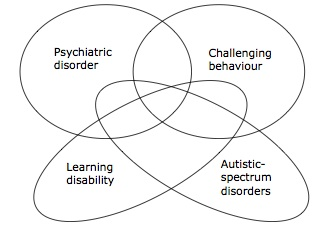 Psychiatric
disorder
Challenging
behaviour
Learning
disability
Autistic-
spectrum
disorders